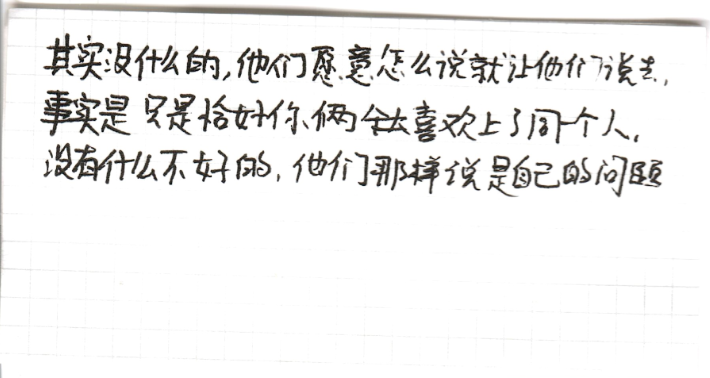 其实没什么的,他们愿意怎么说就让他们说去,
事实是只是恰好你俩全去喜欢上了同一个人,
没有什么不好的,他们那样说是自己的问题